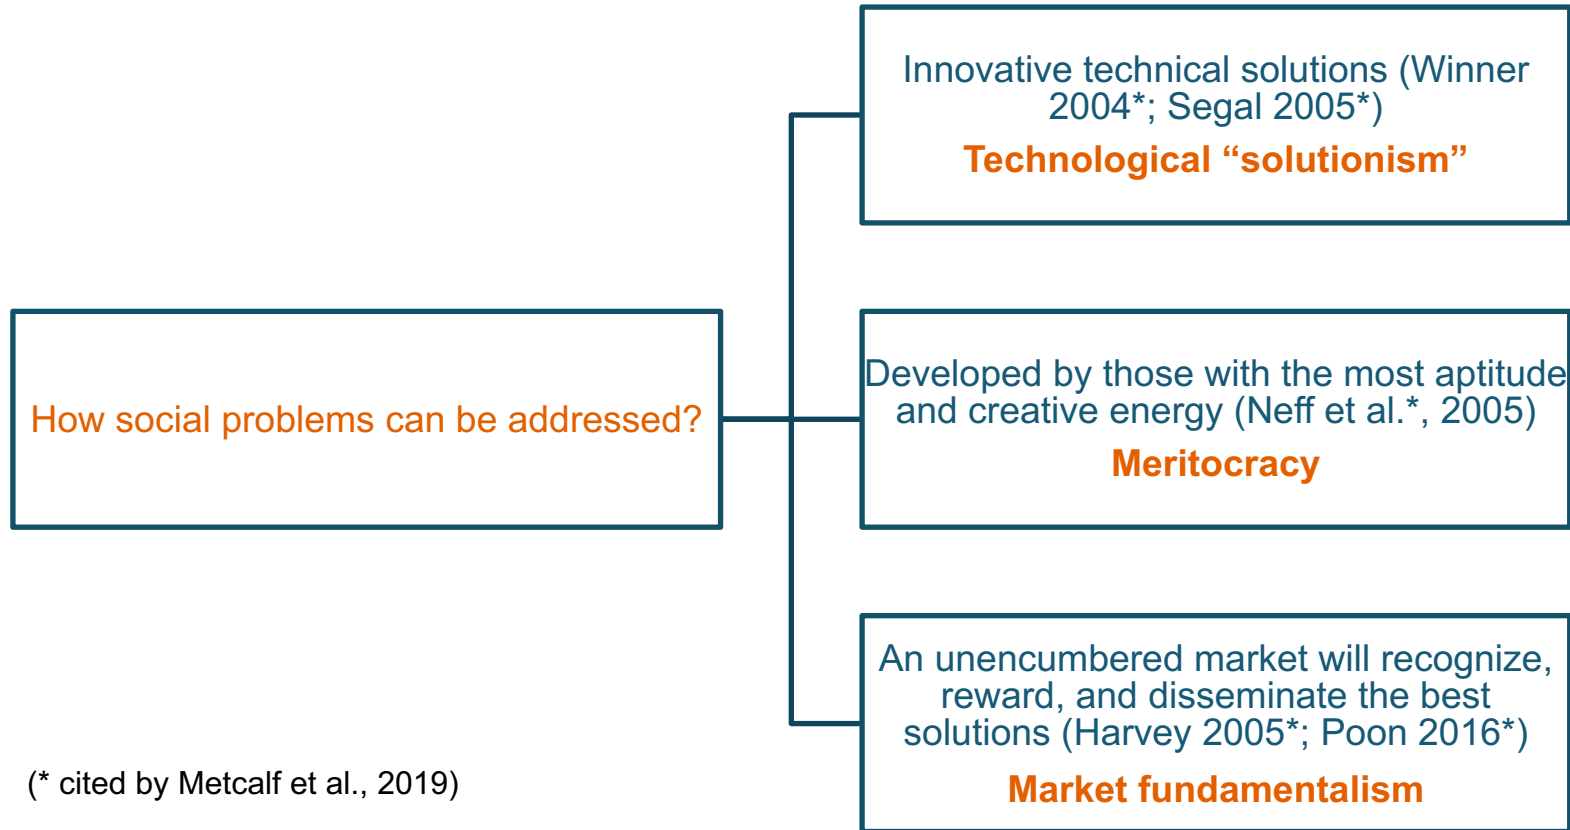 How social problems can be addressed?
Innovative technical solutions (Winner
2004*; Segal 2005*)
Technological “solutionism”
Developed by those with the most aptitude
and creative energy (Neff et al.*, 2005)
Meritocracy
An unencumbered market will recognize,
reward, and disseminate the best
solutions (Harvey 2005*; Poon 2016*)
Market fundamentalism
(* cited by Metcalf et al., 2019)